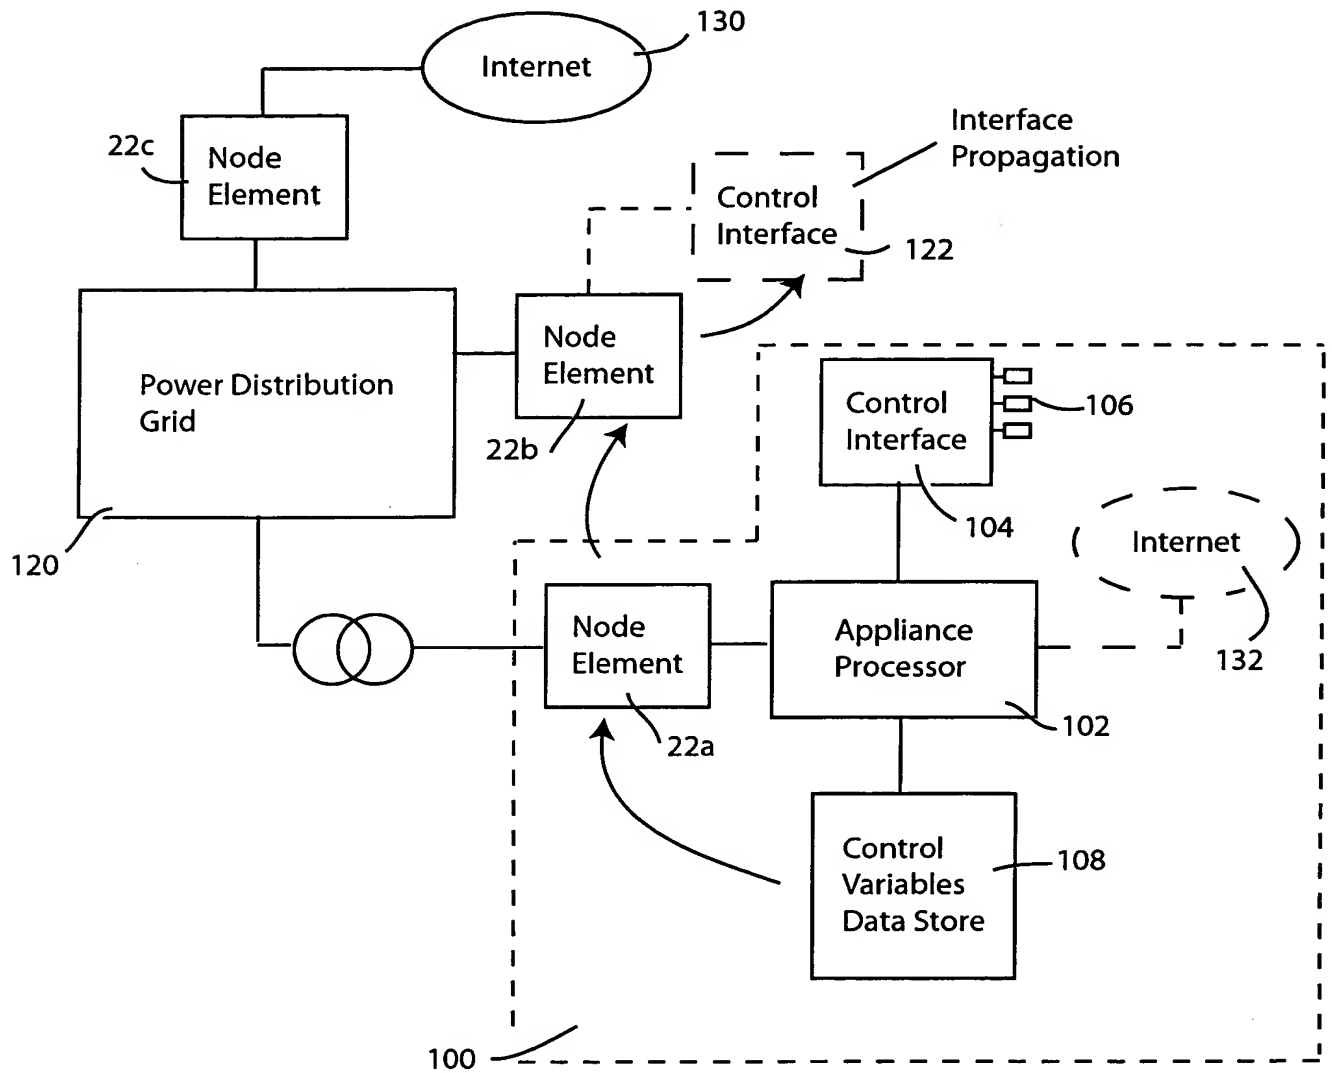 130
Internet
22c
Node
Element
Interface
Propagation
Control
Interface
122
Power Distribution
Grid
Node
Element
22b
Control
Interface
106
104
Internet
120
Node
Element
Appliance
Processor
132
22a
102
Control
Variables
Data Store
108
100